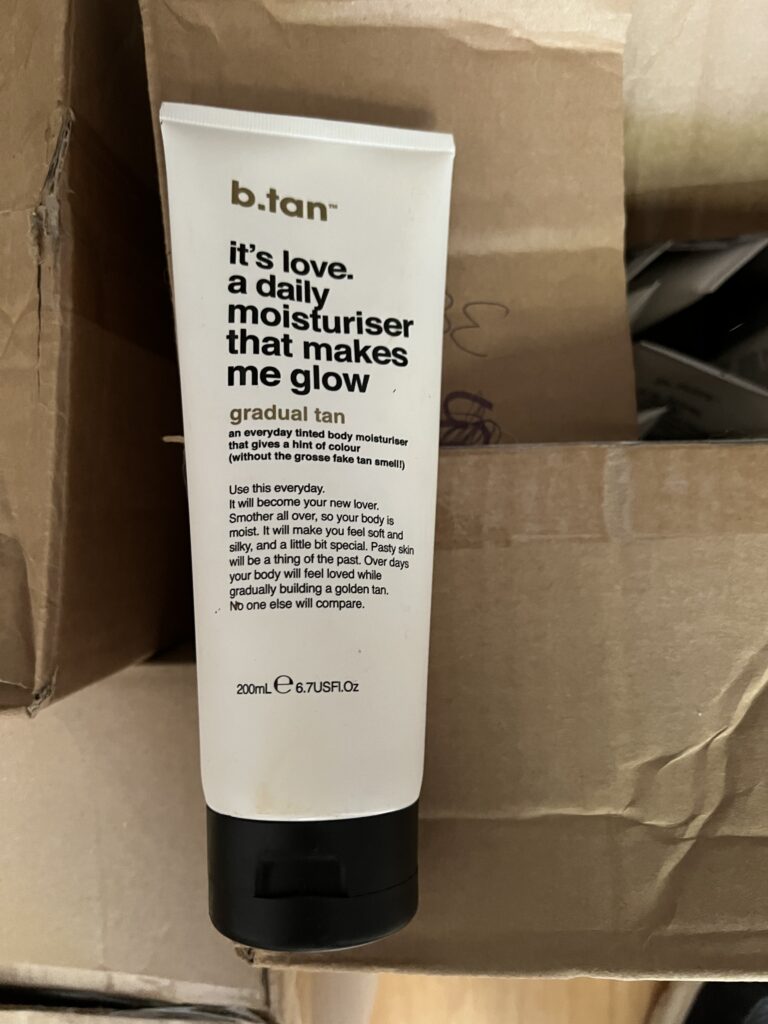 b.tan™
it's love.
a daily
moisturiser
that makes
me glow
gradual tan
an everyday tinted body moisturiser
that gives a hint of colour
(without the grosse fake tan smell!)
Use this everyday.
It will become your new lover.
Smother all over, so your body is
moist. It will make you feel soft and
silky, and a little bit special. Pasty skin
will be a thing of the past. Over days
your body will feel loved while
gradually building a golden tan.
No one else will compare.
200mL℮6.7USFl.Oz